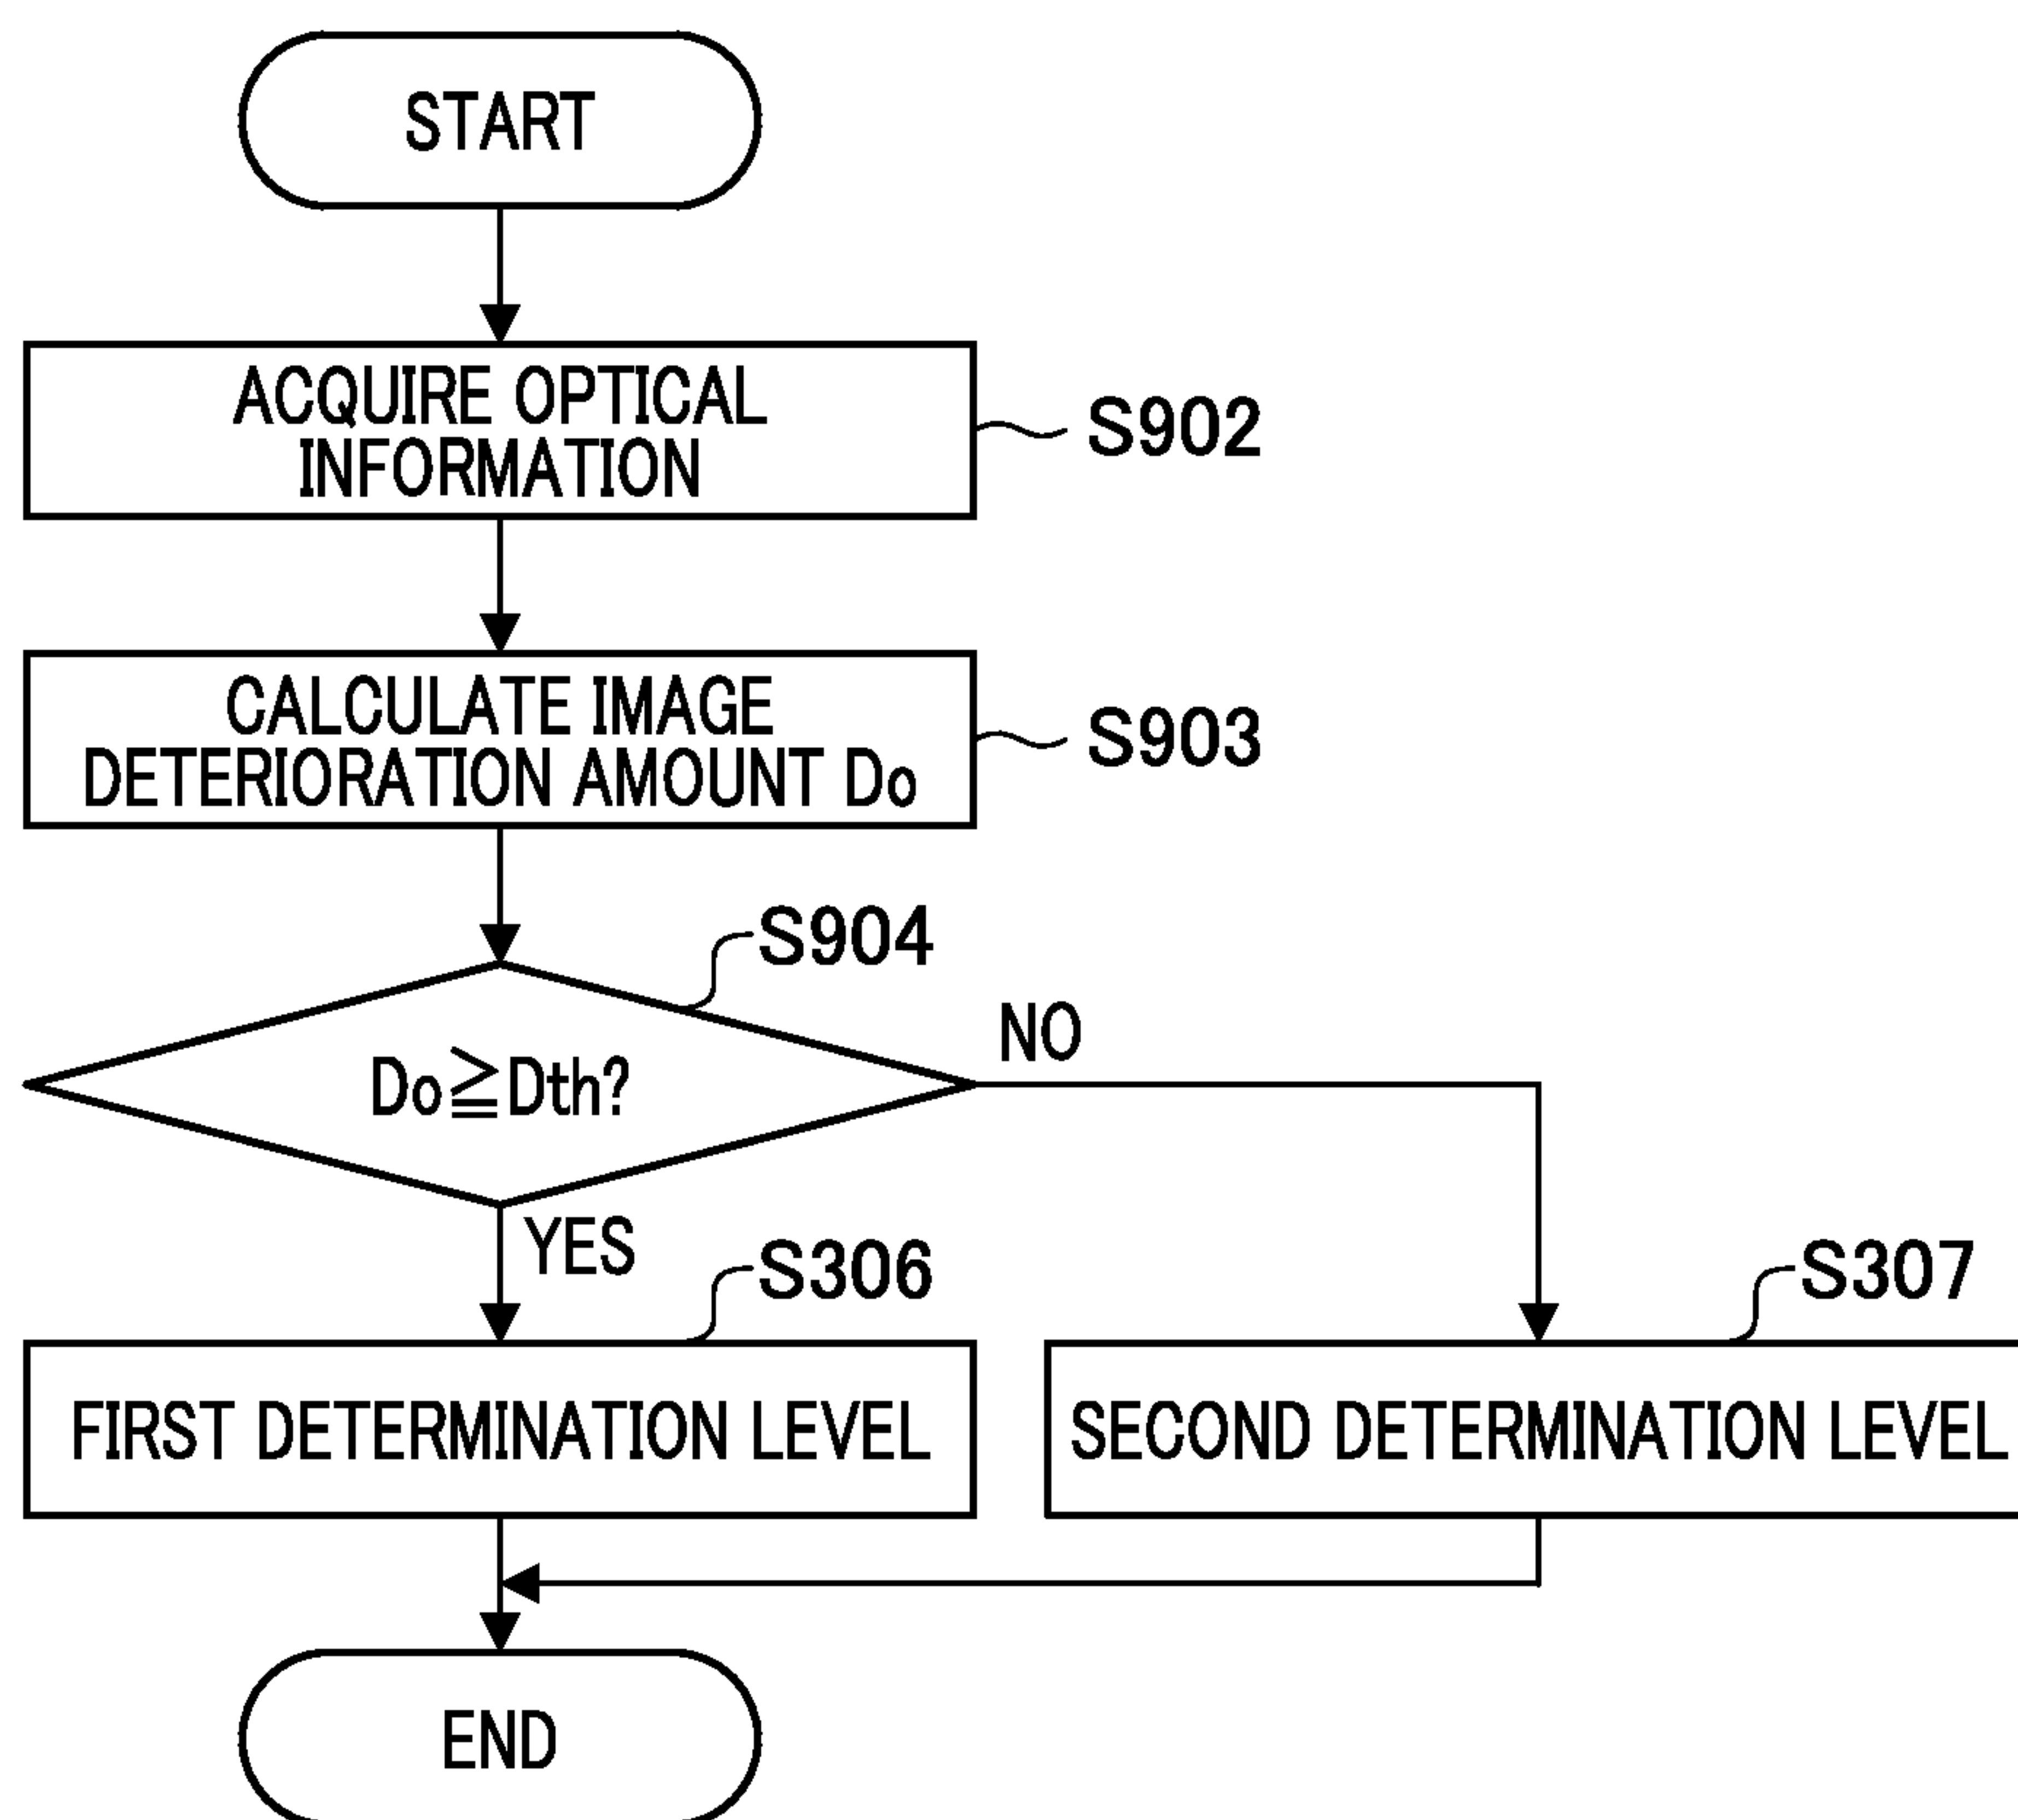 START
ACQUIRE OPTICAL
INFORMATION
S902
CALCULATE IMAGE
DETERIORATION AMOUNT Do
S903
S904
Do≧Dth?
NO
YES
S306
S307
FIRST DETERMINATION LEVEL
SECOND DETERMINATION LEVEL
END